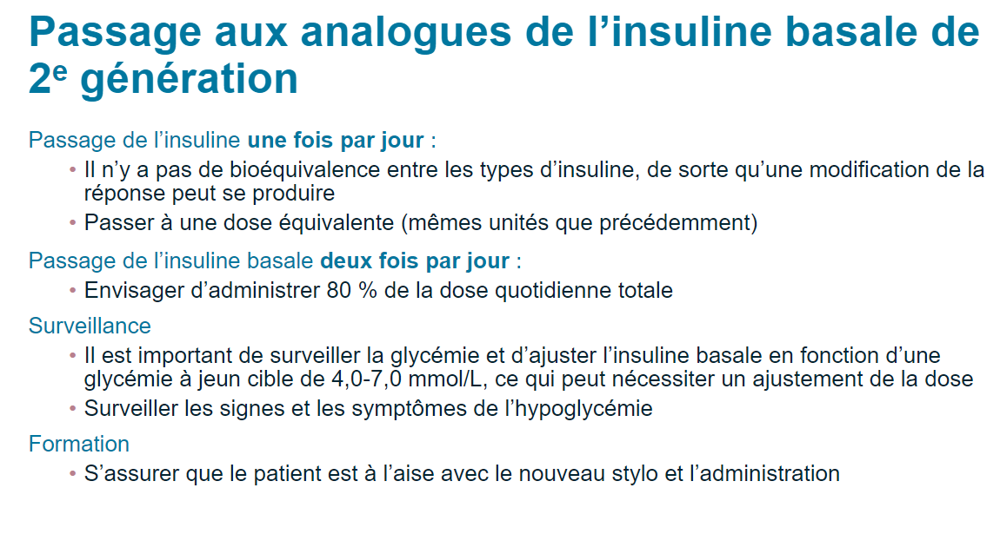 Passage aux analogues de l’insuline basale de
2e génération
Passage de l’insuline une fois par jour :
• Il n’y a pas de bioéquivalence entre les types d’insuline, de sorte qu’une modification de la
réponse peut se produire
• Passer à une dose équivalente (mêmes unités que précédemment)
Passage de l’insuline basale deux fois par jour :
• Envisager d’administrer 80 % de la dose quotidienne totale
Surveillance
• Il est important de surveiller la glycémie et d’ajuster l’insuline basale en fonction d’une
glycémie à jeun cible de 4,0-7,0 mmol/L, ce qui peut nécessiter un ajustement de la dose
• Surveiller les signes et les symptômes de l’hypoglycémie
Formation
• S’assurer que le patient est à l’aise avec le nouveau stylo et l’administration